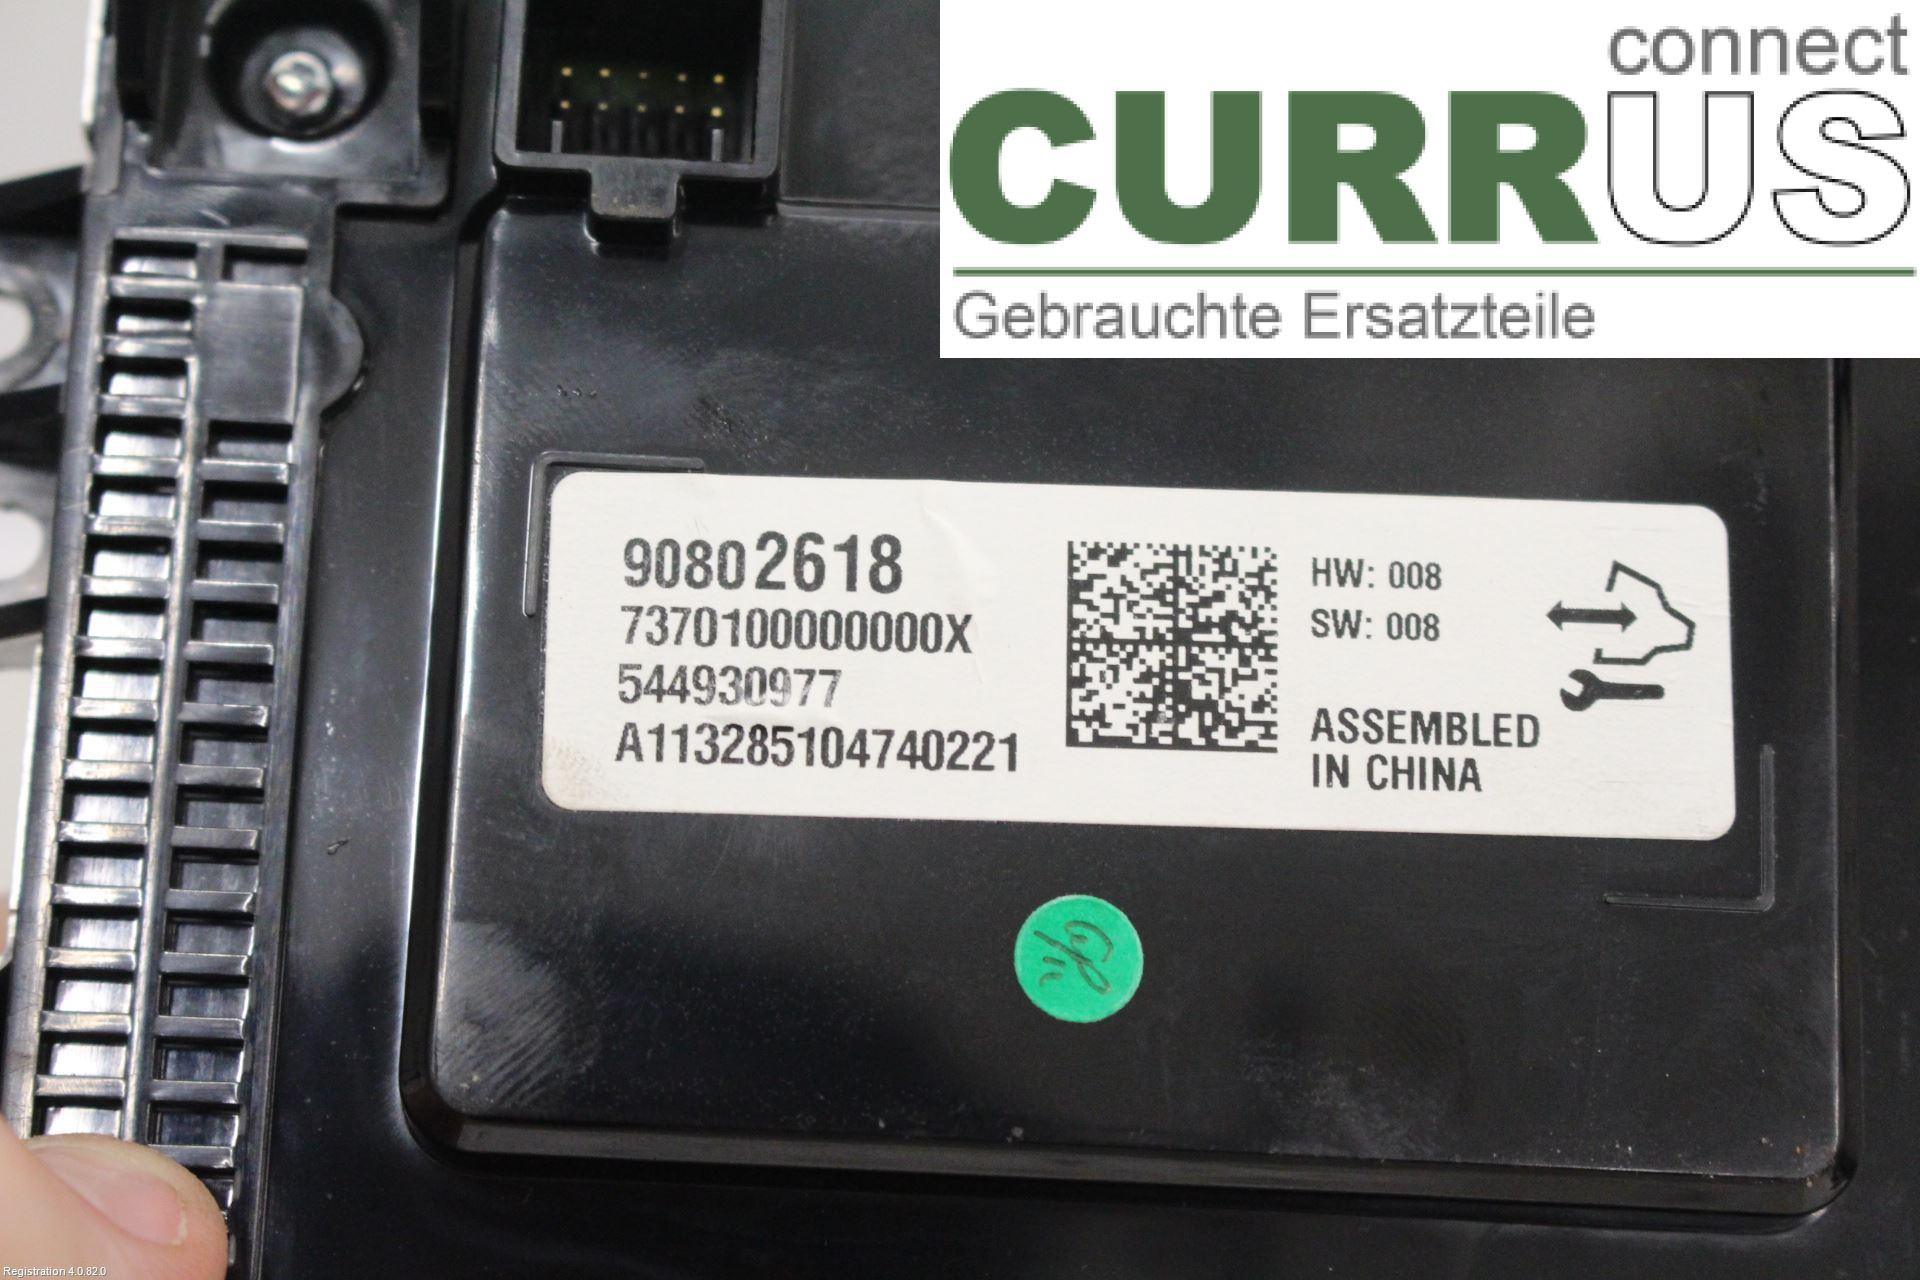 connect
CURRUS
Gebrauchte Ersatzteile
90802618
7370100000000X
544930977
A113285104740221
HW: 008
SW: 008
ASSEMBLED
IN CHINA
Registration 4.0.82.0